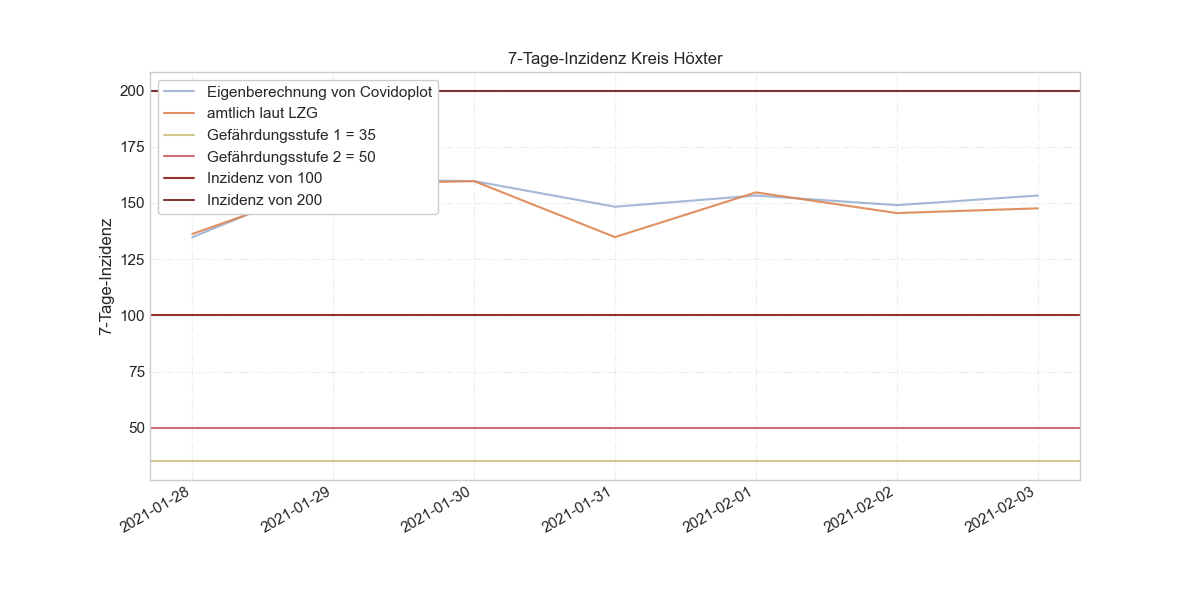 7-Tage-Inzidenz Kreis Höxter
Eigenberechnung von Covidoplot
amtlich laut LZG
Gefährdungsstufe 1 = 35
Gefährdungsstufe 2 = 50
Inzidenz von 100
Inzidenz von 200
7-Tage-Inzidenz
200
175
150
125
100
75
50
2021-01-28
2021-01-29
2021-01-30
2021-01-31
2021-02-01
2021-02-02
2021-02-03